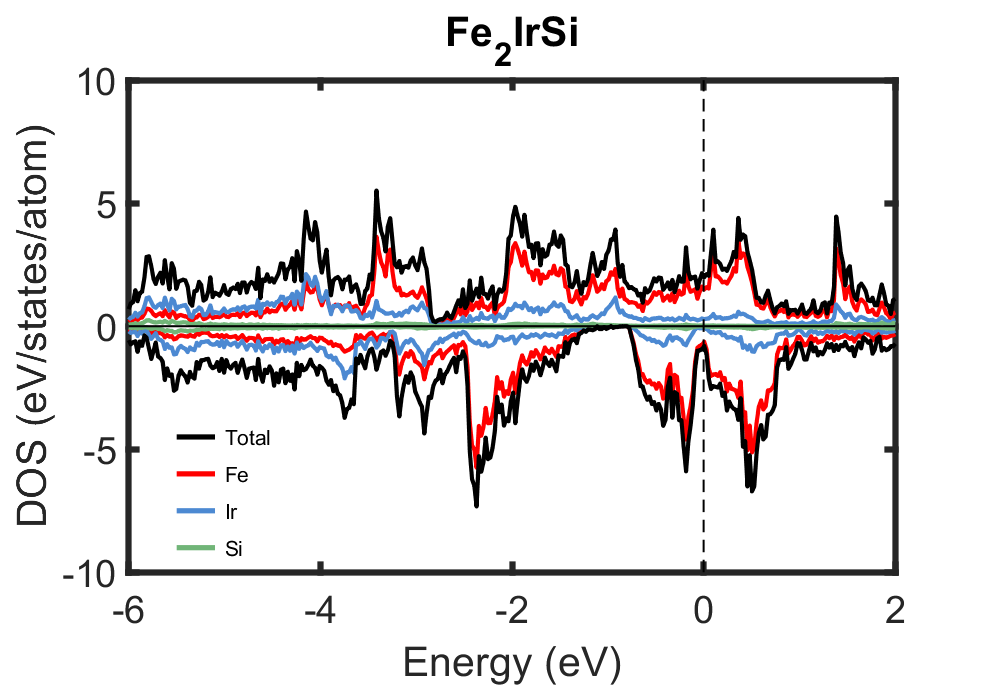 Fe2IrSi
DOS (eV/states/atom)
10
5
0
-5
-10
Total
Fe
Ir
Si
-6 -4 -2 0 2
Energy (eV)